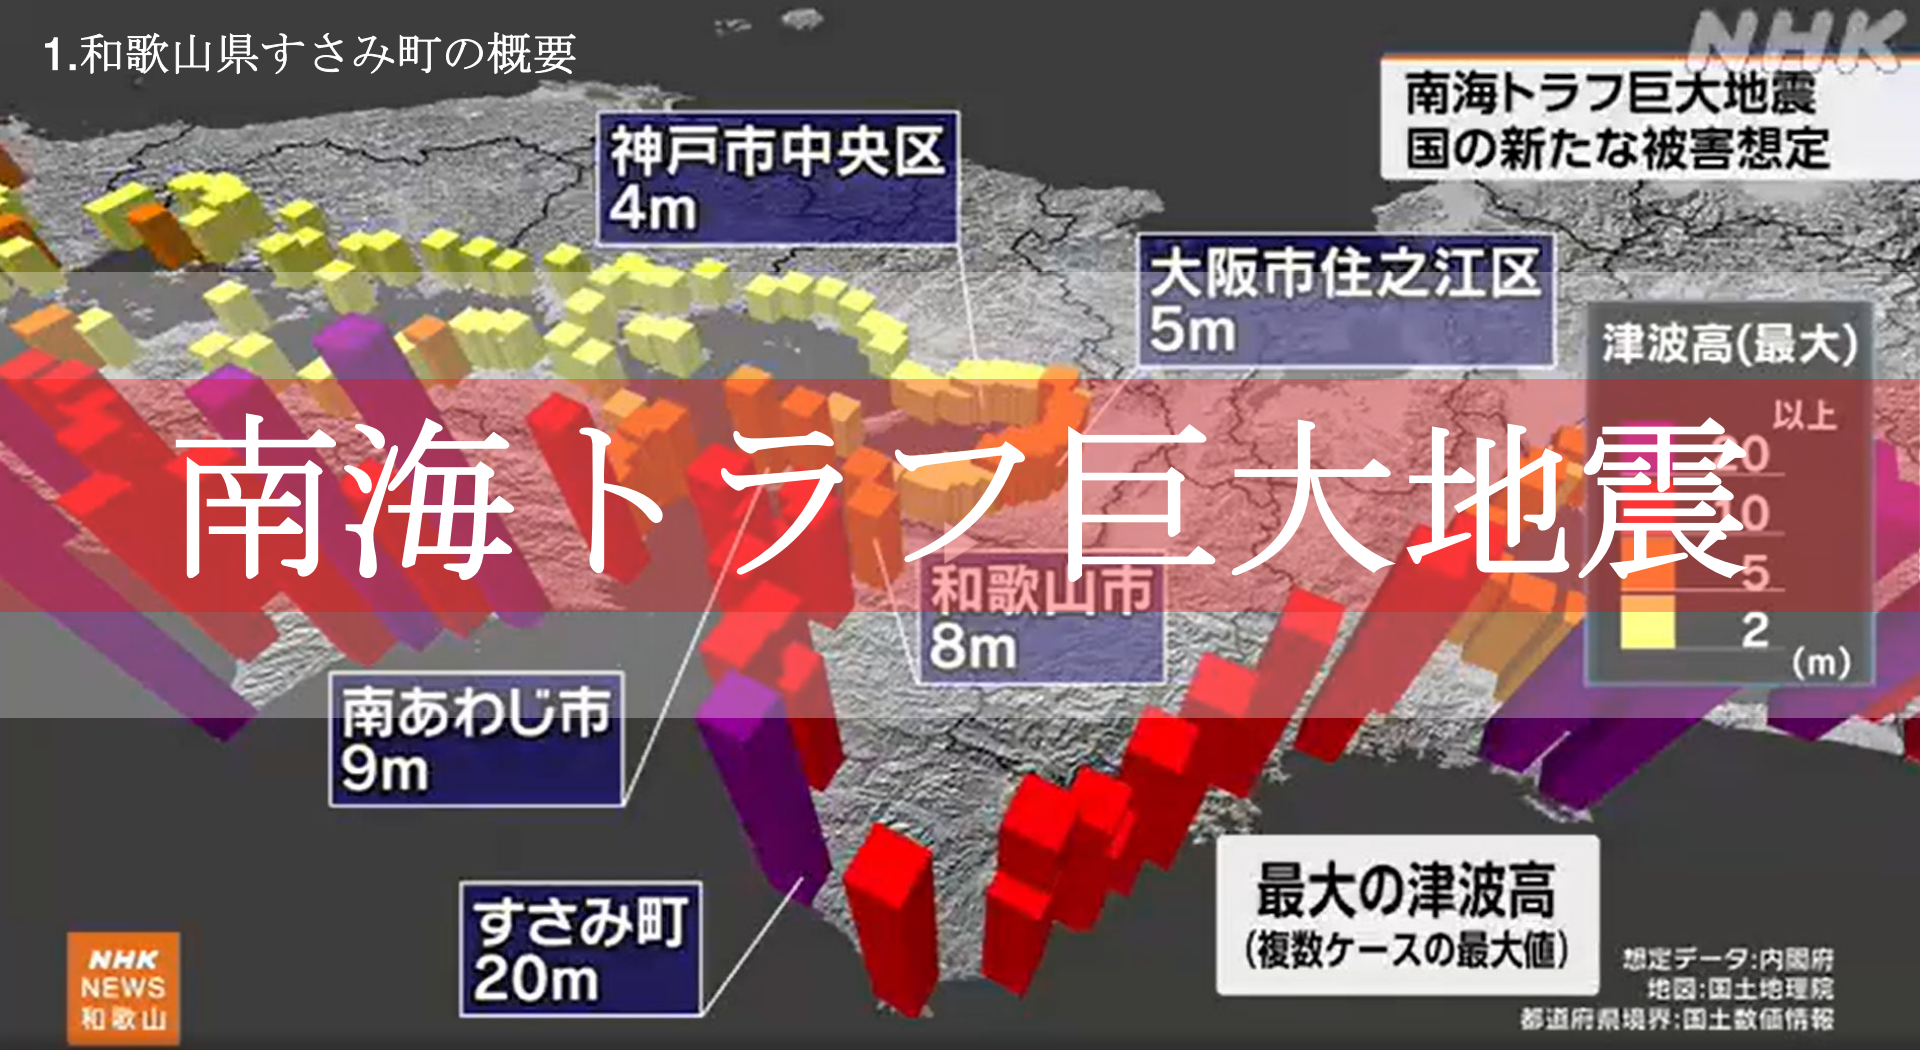 1.和歌山県すさみ町の概要
NHK
南海トラフ巨大地震
国の新たな被害想定
神戸市中央区
4m
大阪市住之江区
5m
津波高(最大)
以上
20
10
5
2
(m)
南海トラフ巨大地震
和歌山市
8m
南あわじ市
9m
すさみ町
20m
最大の津波高
(複数ケースの最大値)
想定データ:内閣府
地図:国土地理院
都道府県境界:国土数値情報
NHK
NEWS
和歌山